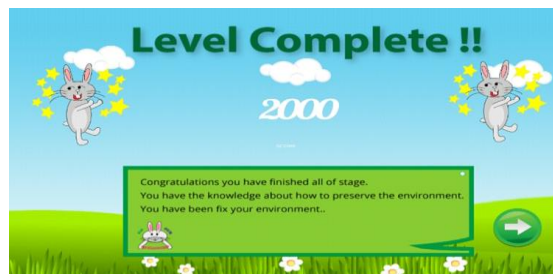 Level Complete !!
2000
Congratulations you have finished all of stage.
You have the knowledge about how to preserve the environment.
You have been fix your environment..